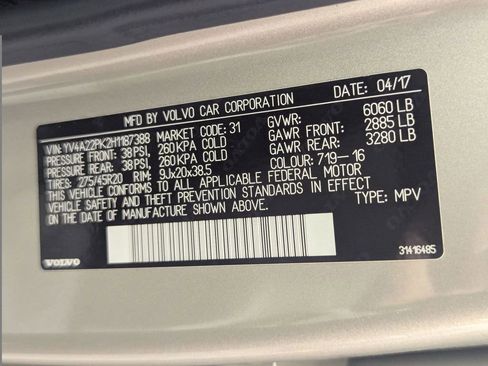 DATE: 04/17
MFD BY VOLVO CAR CORPORATION
VIN: YV4A22PK2H1187388 MARKET CODE: 31 GVWR: 6060 LB
PRESSURE FRONT: 38PSI, 260KPA COLD GAWR FRONT: 2885 LB
PRESSURE REAR: 38PSI, 260KPA COLD GAWR REAR: 3280 LB
TIRES: 275/45R20 RIM: 9Jx20x38.5 COLOUR: 719-16
THIS VEHICLE CONFORMS TO ALL APPLICABLE FEDERAL MOTOR
VEHICLE SAFETY AND THEFT PREVENTION STANDARDS IN EFFECT
ON THE DATE OF MANUFACTURE SHOWN ABOVE. TYPE: MPV
VOLVO 31416485